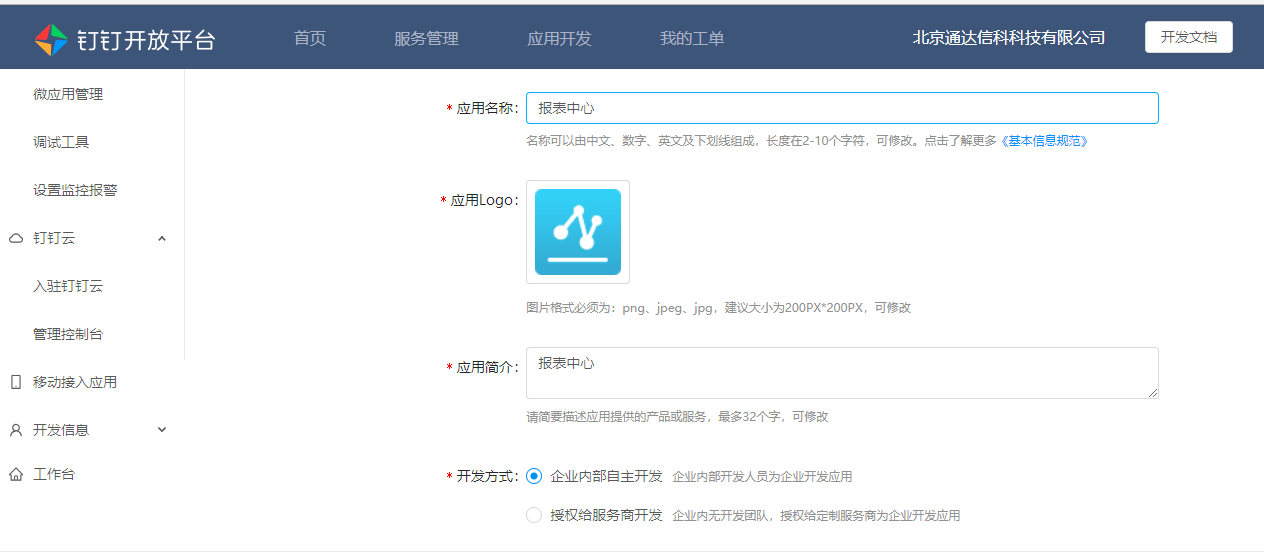 钉钉开放平台 首页 服务管理 应用开发 我的工单 北京通达信科科技有限公司 开发文档
微应用管理
调试工具
设置监控报警
钉钉云
入驻钉钉云
管理控制台
移动接入应用
开发信息
工作台
* 应用名称： 报表中心
名称可以由中文、数字、英文及下划线组成，长度在2-10个字符，可修改。点击了解更多《基本信息规范》
* 应用Logo：
图片格式必须为：png、jpeg、jpg，建议大小为200PX*200PX，可修改
* 应用简介： 报表中心
请简要描述应用提供的产品或服务，最多32个字，可修改
* 开发方式： 企业内部自主开发 企业内部开发人员为企业开发应用
授权给服务商开发 企业内无开发团队，授权给定制服务商为企业开发应用